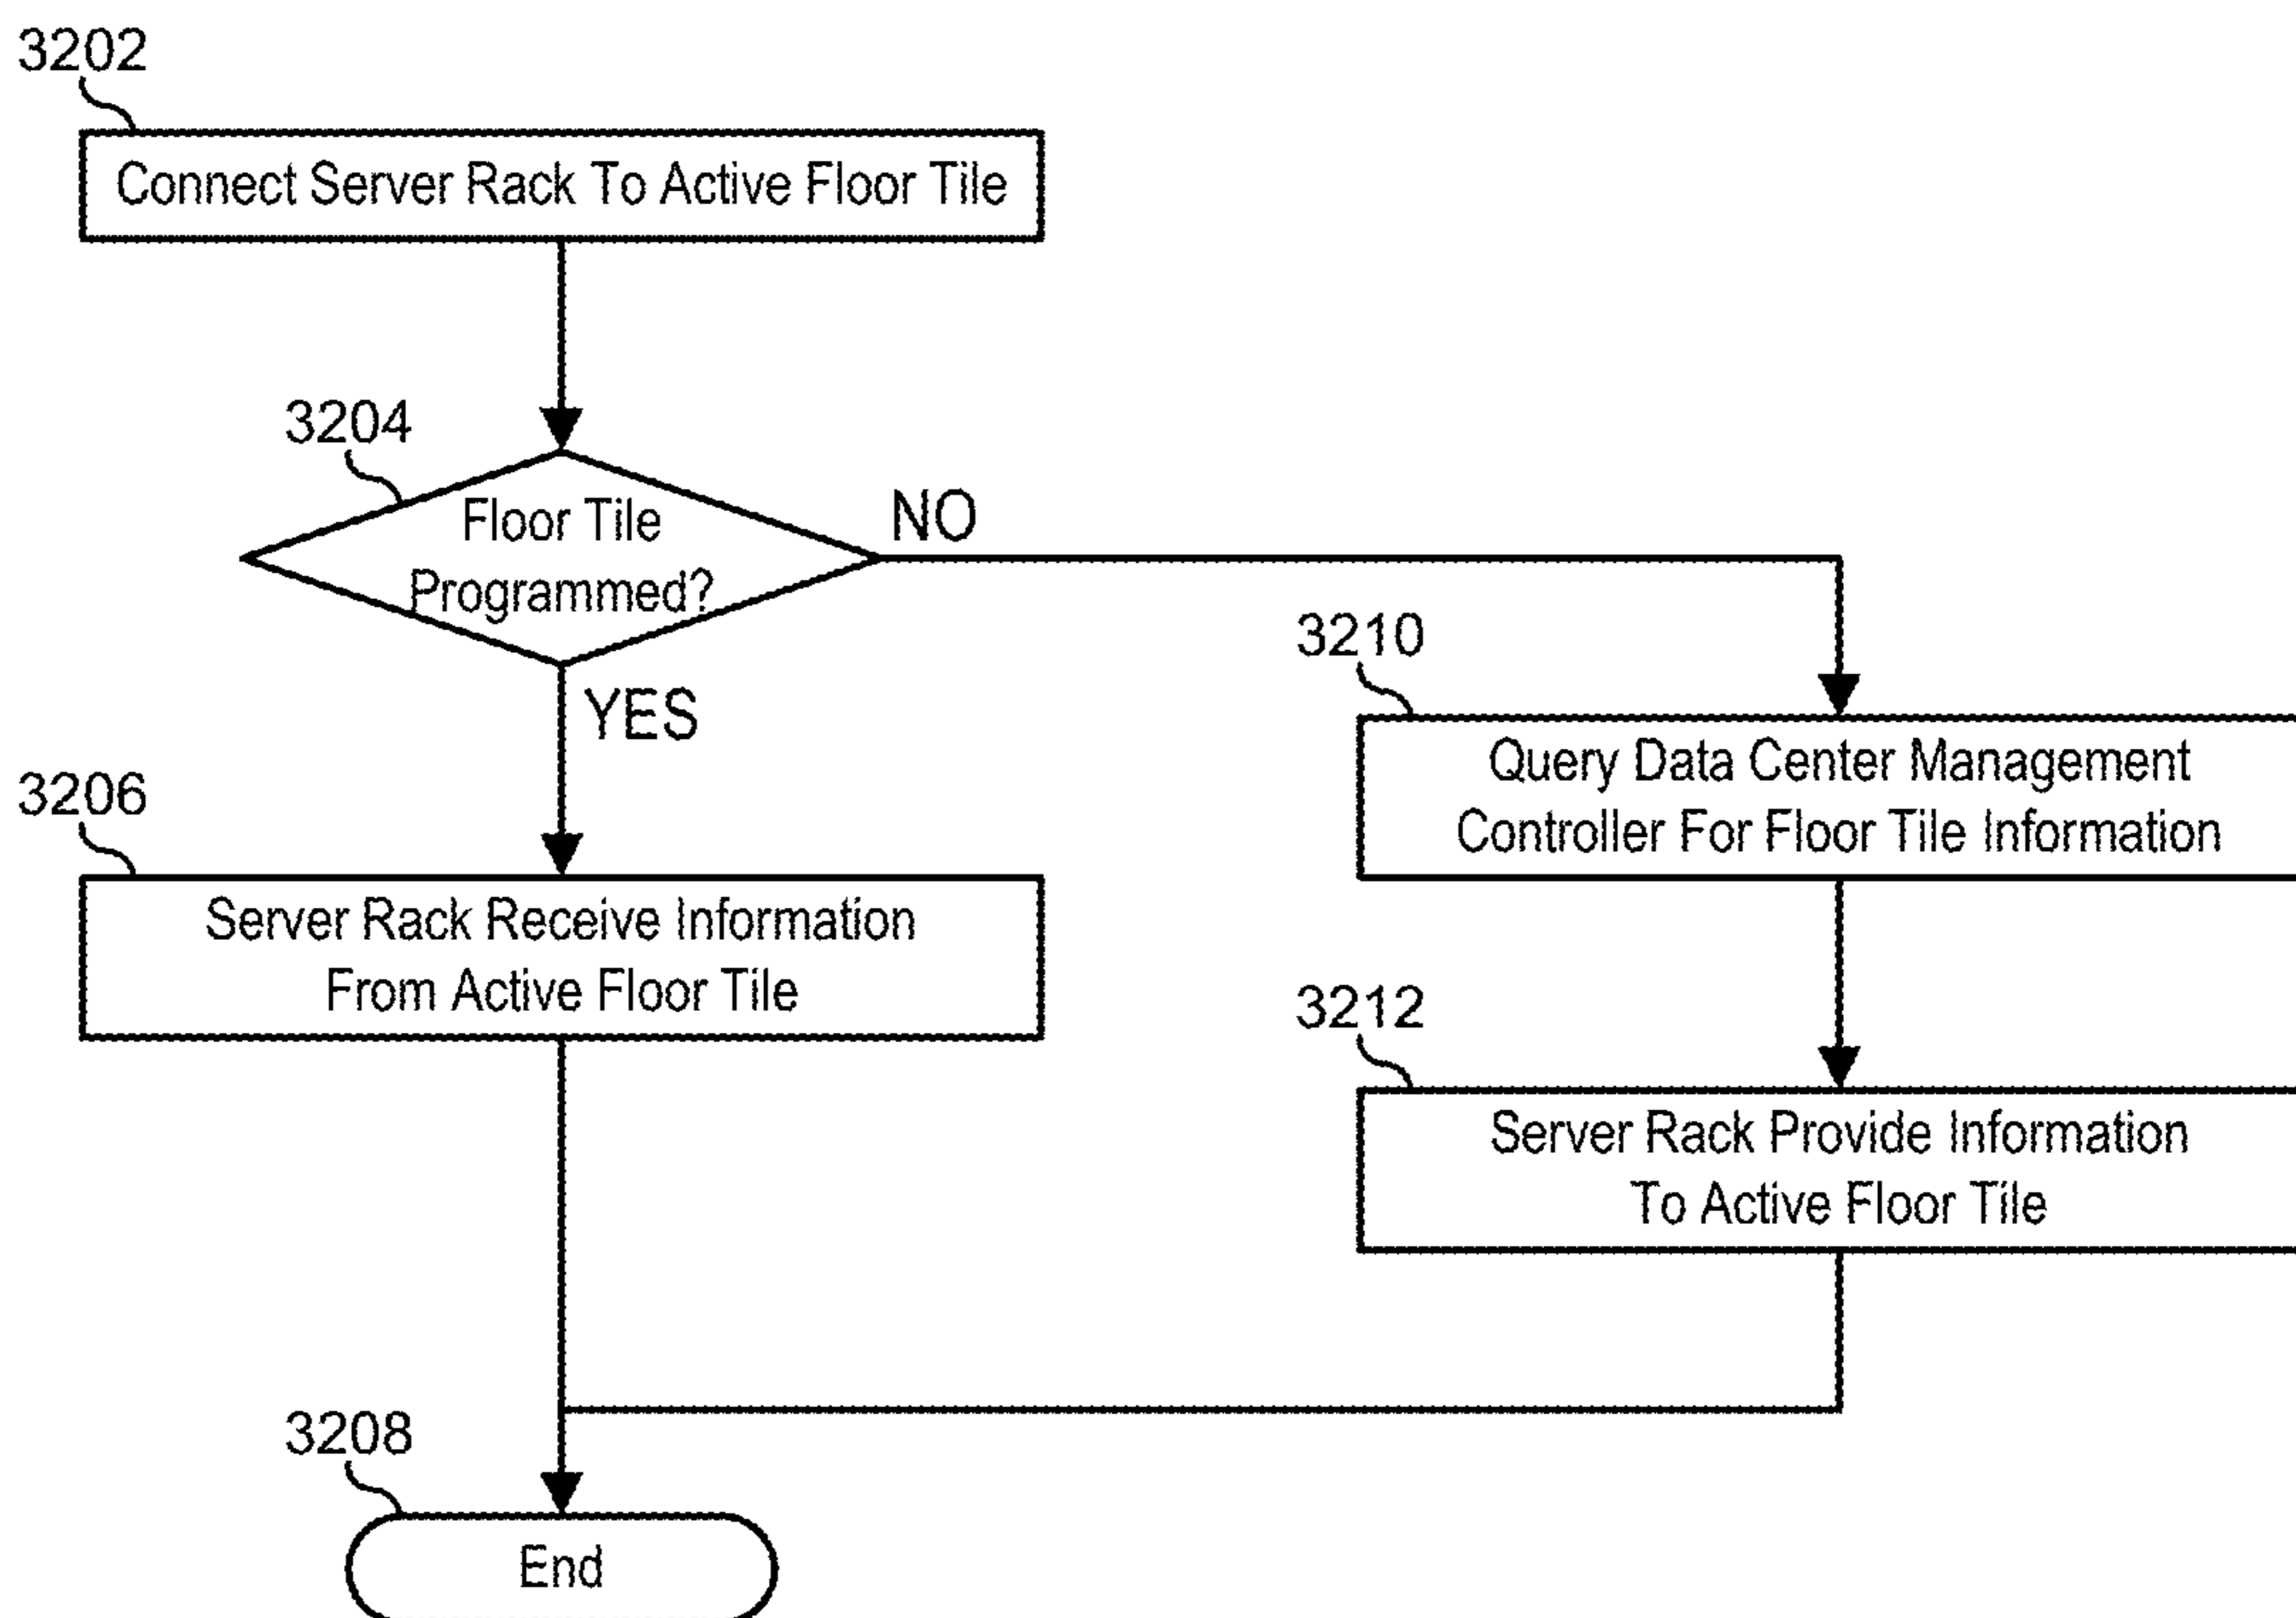 3202
Connect Server Rack To Active Floor Tile
3204
Floor Tile
Programmed?
NO
YES
3206
Server Rack Receive Information
From Active Floor Tile
3210
Query Data Center Management
Controller For Floor Tile Information
3212
Server Rack Provide Information
To Active Floor Tile
3208
End